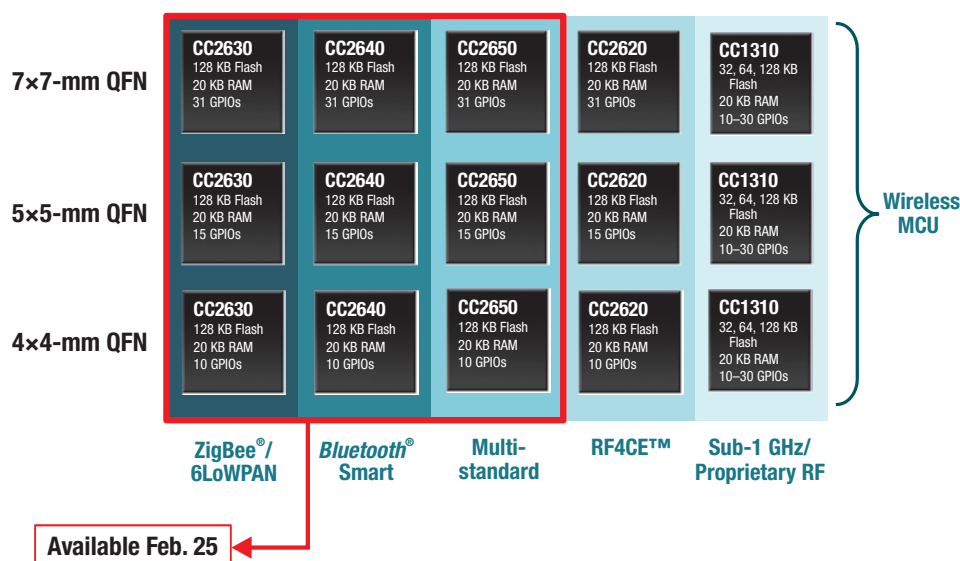 7×7-mm QFN
CC2630
128 KB Flash
20 KB RAM
31 GPIOs
CC2640
128 KB Flash
20 KB RAM
31 GPIOs
CC2650
128 KB Flash
20 KB RAM
31 GPIOs
CC2620
128 KB Flash
20 KB RAM
31 GPIOs
CC1310
32, 64, 128 KB
Flash
20 KB RAM
10–30 GPIOs
5×5-mm QFN
CC2630
128 KB Flash
20 KB RAM
15 GPIOs
CC2640
128 KB Flash
20 KB RAM
15 GPIOs
CC2650
128 KB Flash
20 KB RAM
15 GPIOs
CC2620
128 KB Flash
20 KB RAM
15 GPIOs
CC1310
32, 64, 128 KB
Flash
20 KB RAM
10–30 GPIOs
Wireless
MCU
4×4-mm QFN
CC2630
128 KB Flash
20 KB RAM
10 GPIOs
CC2640
128 KB Flash
20 KB RAM
10 GPIOs
CC2650
128 KB Flash
20 KB RAM
10 GPIOs
CC2620
128 KB Flash
20 KB RAM
10 GPIOs
CC1310
32, 64, 128 KB
Flash
20 KB RAM
10–30 GPIOs
ZigBee®/
6LoWPAN
Bluetooth®
Smart
Multi-
standard
RF4CE™
Sub-1 GHz/
Proprietary RF
Available Feb. 25